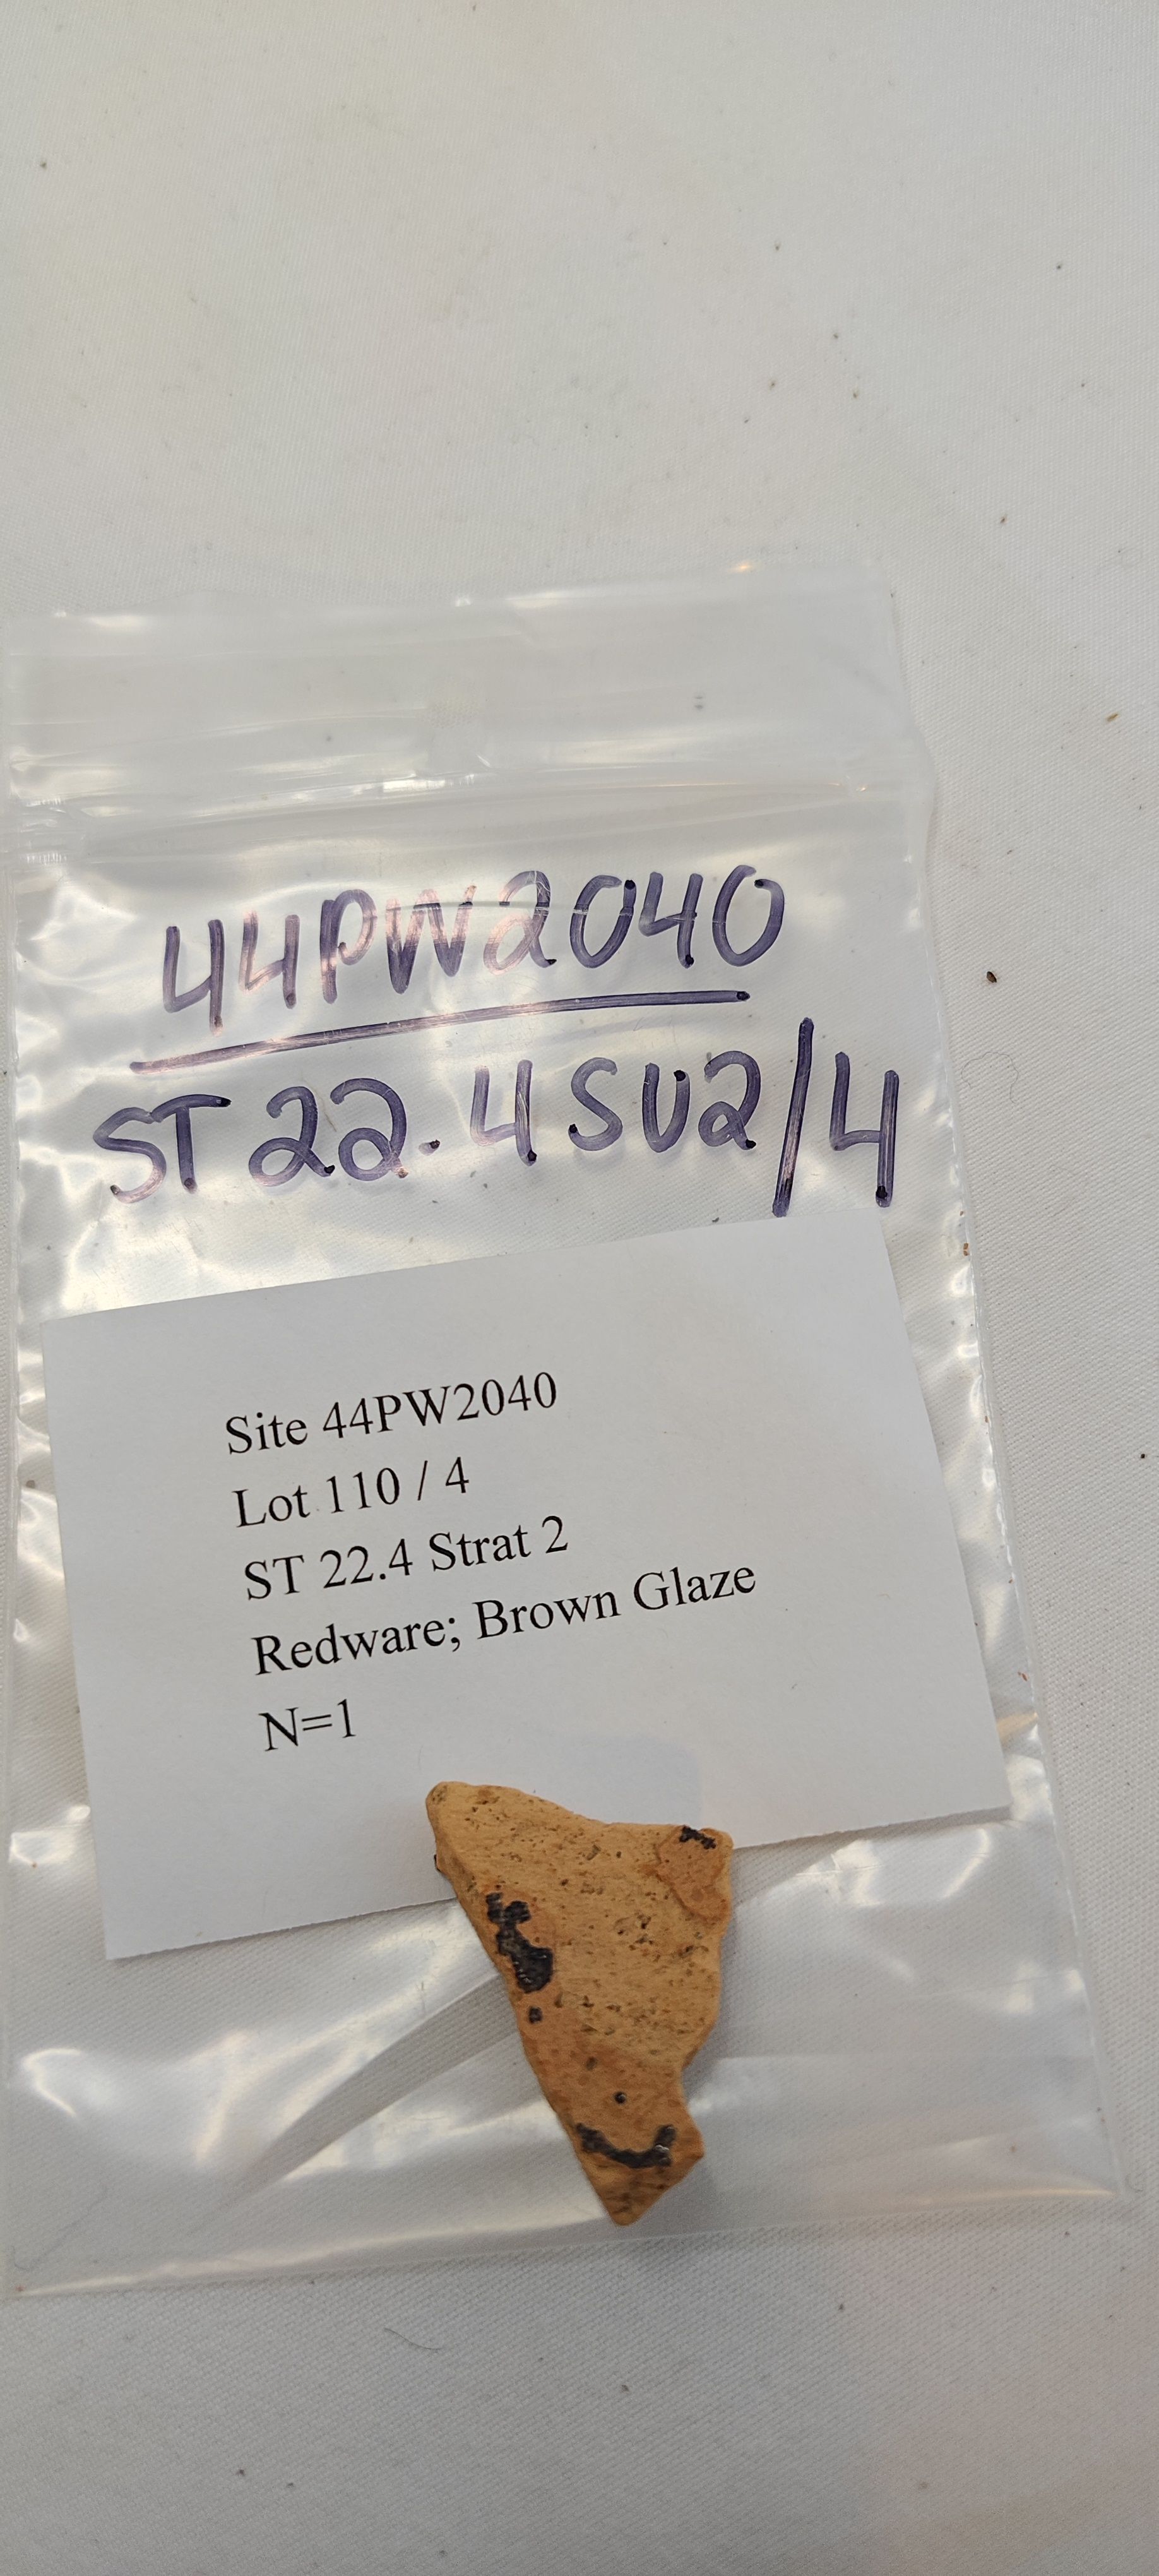 44PW2040
ST 22.4 SU2/4
Site 44PW2040
Lot 110 / 4
ST 22.4 Strat 2
Redware; Brown Glaze
N=1